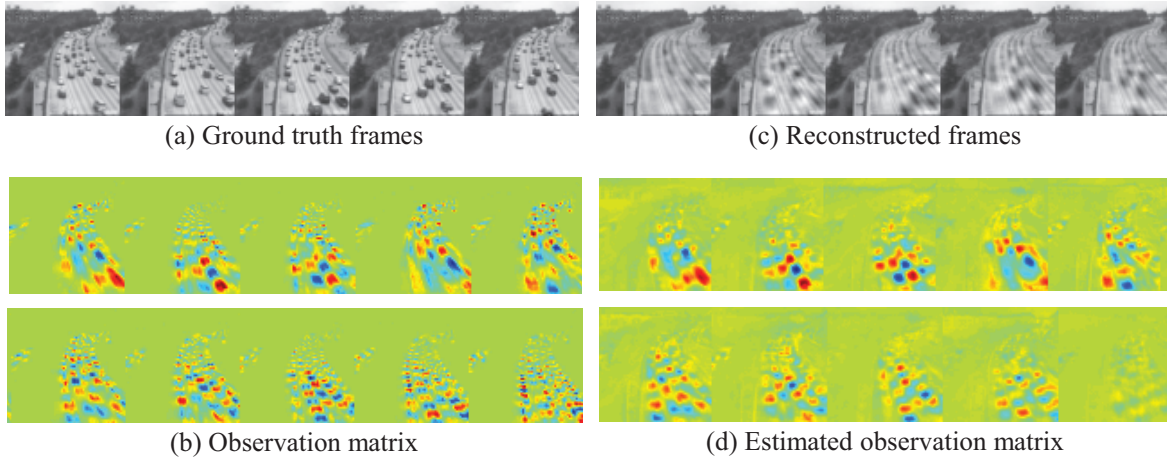 (a) Ground truth frames
(c) Reconstructed frames
(b) Observation matrix
(d) Estimated observation matrix